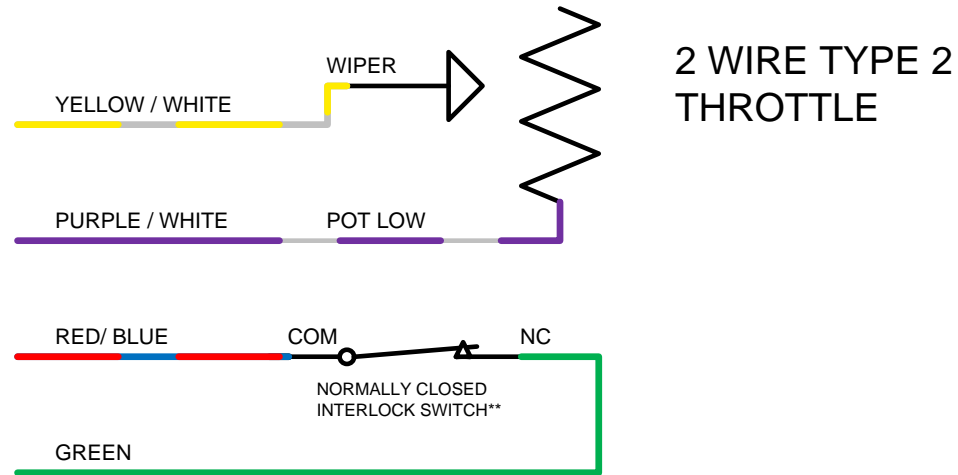 2 WIRE TYPE 2
THROTTLE
WIPER
YELLOW / WHITE
PURPLE / WHITE
POT LOW
RED/ BLUE
COM
NC
NORMALLY CLOSED
INTERLOCK SWITCH**
GREEN